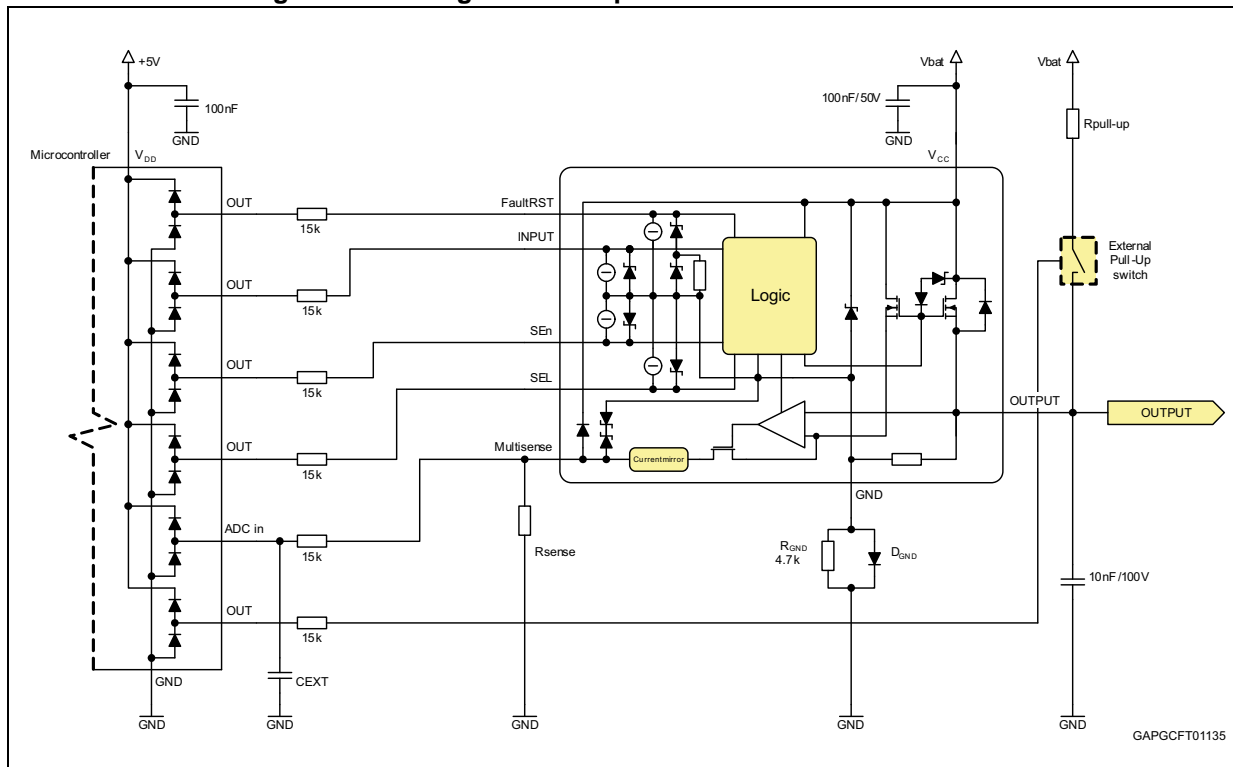 +5V
Vbat
Vbat
100nF
100nF/50V
GND
GND
Rpull-up
Microcontroller
VDD
VCC
OUT
FaultRST
15k
INPUT
External
Pull-Up
switch
OUT
Logic
15k
SEn
OUT
SEL
15k
OUTPUT
OUTPUT
OUT
Multisense
Currentmirror
15k
GND
ADC in
15k
Rsense
RGND
4.7k
DGND
10nF/100V
OUT
15k
GND
CEXT
GND
GND
GND
GND
GND
GAPGCFT01135